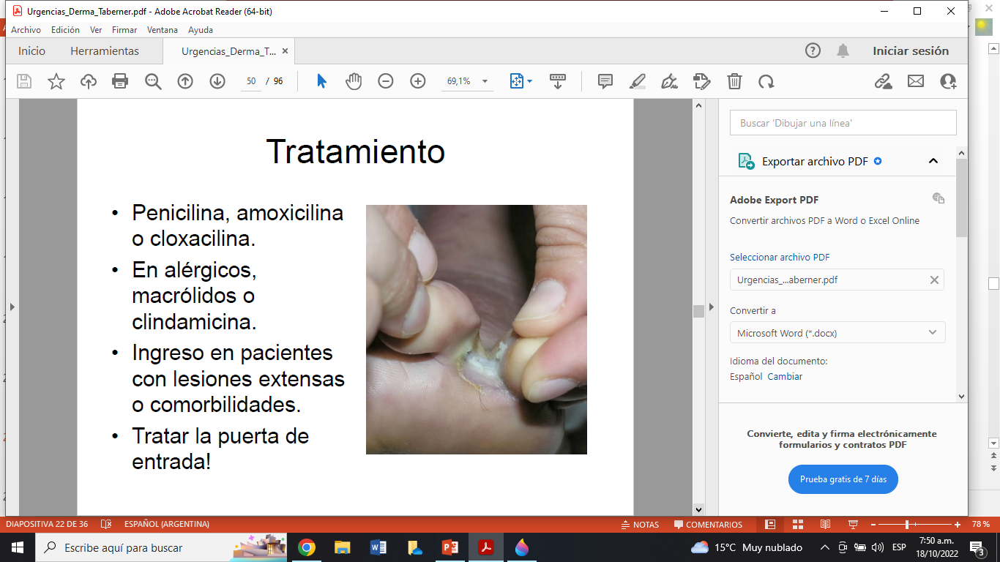 Urgencias_Derma_Taberner.pdf - Adobe Acrobat Reader (64-bit)
Archivo Edición Ver Firmar Ventana Ayuda
Inicio Herramientas Urgencias_Derma_T... × Iniciar sesión
50 / 96 69,1%
Tratamiento
• Penicilina, amoxicilina
o cloxacilina.
• En alérgicos,
macrólidos o
clindamicina.
• Ingreso en pacientes
con lesiones extensas
o comorbilidades.
• Tratar la puerta de
entrada!
Buscar 'Dibujar una línea'
Exportar archivo PDF
Adobe Export PDF
Convertir archivos PDF a Word o Excel Online
Seleccionar archivo PDF
Urgencias_...aberner.pdf
Convertir a
Microsoft Word (*.docx)
Idioma del documento:
Español Cambiar
Convierte, edita y firma electrónicamente
formularios y contratos PDF
Prueba gratis de 7 días
DIAPOSITIVA 22 DE 36 ESPAÑOL (ARGENTINA) NOTAS COMENTARIOS 78 %
Escribe aquí para buscar 15°C Muy nublado ESP 7:50 a.m.
18/10/2022 3